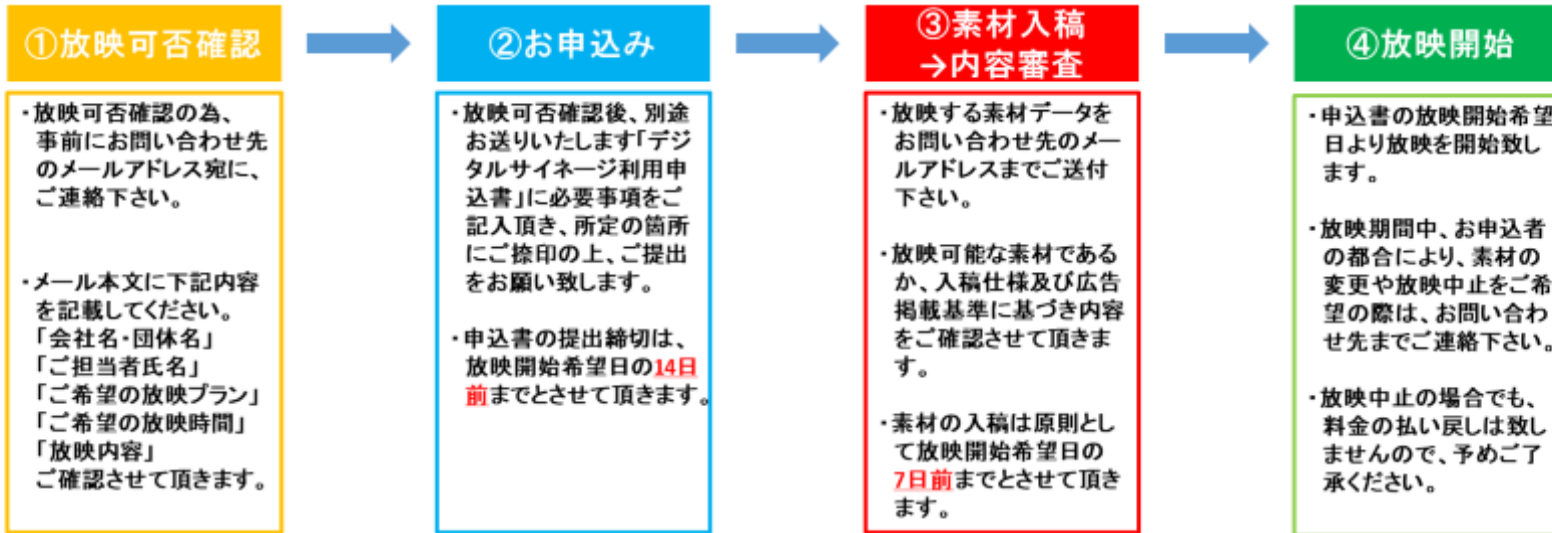 ①放映可否確認
・放映可否確認の為、
事前にお問い合わせ先
のメールアドレス宛に、
ご連絡下さい。
・メール本文に下記内容
を記載してください。
「会社名・団体名」
「ご担当者氏名」
「ご希望の放映プラン」
「ご希望の放映時間」
「放映内容」
ご確認させて頂きます。
②お申込み
・放映可否確認後、別途
お送りいたします「デジ
タルサイネージ利用申
込書」に必要事項をご
記入頂き、所定の箇所
にご捺印の上、ご提出
をお願い致します。
・申込書の提出締切は、
放映開始希望日の14日
前までとさせて頂きます。
③素材入稿
→内容審査
・放映する素材データを
お問い合わせ先のメー
ルアドレスまでご送付
下さい。
・放映可能な素材である
か、入稿仕様及び広告
掲載基準に基づき内容
をご確認させて頂きま
す。
・素材の入稿は原則とし
て放映開始希望日の
7日前までとさせて頂き
ます。
④放映開始
・申込書の放映開始希望
日より放映を開始致し
ます。
・放映期間中、お申込者
の都合により、素材の
変更や放映中止をご希
望の際は、お問い合わ
せ先までご連絡下さい。
・放映中止の場合でも、
料金の払い戻しは致し
ませんので、予めご了
承ください。